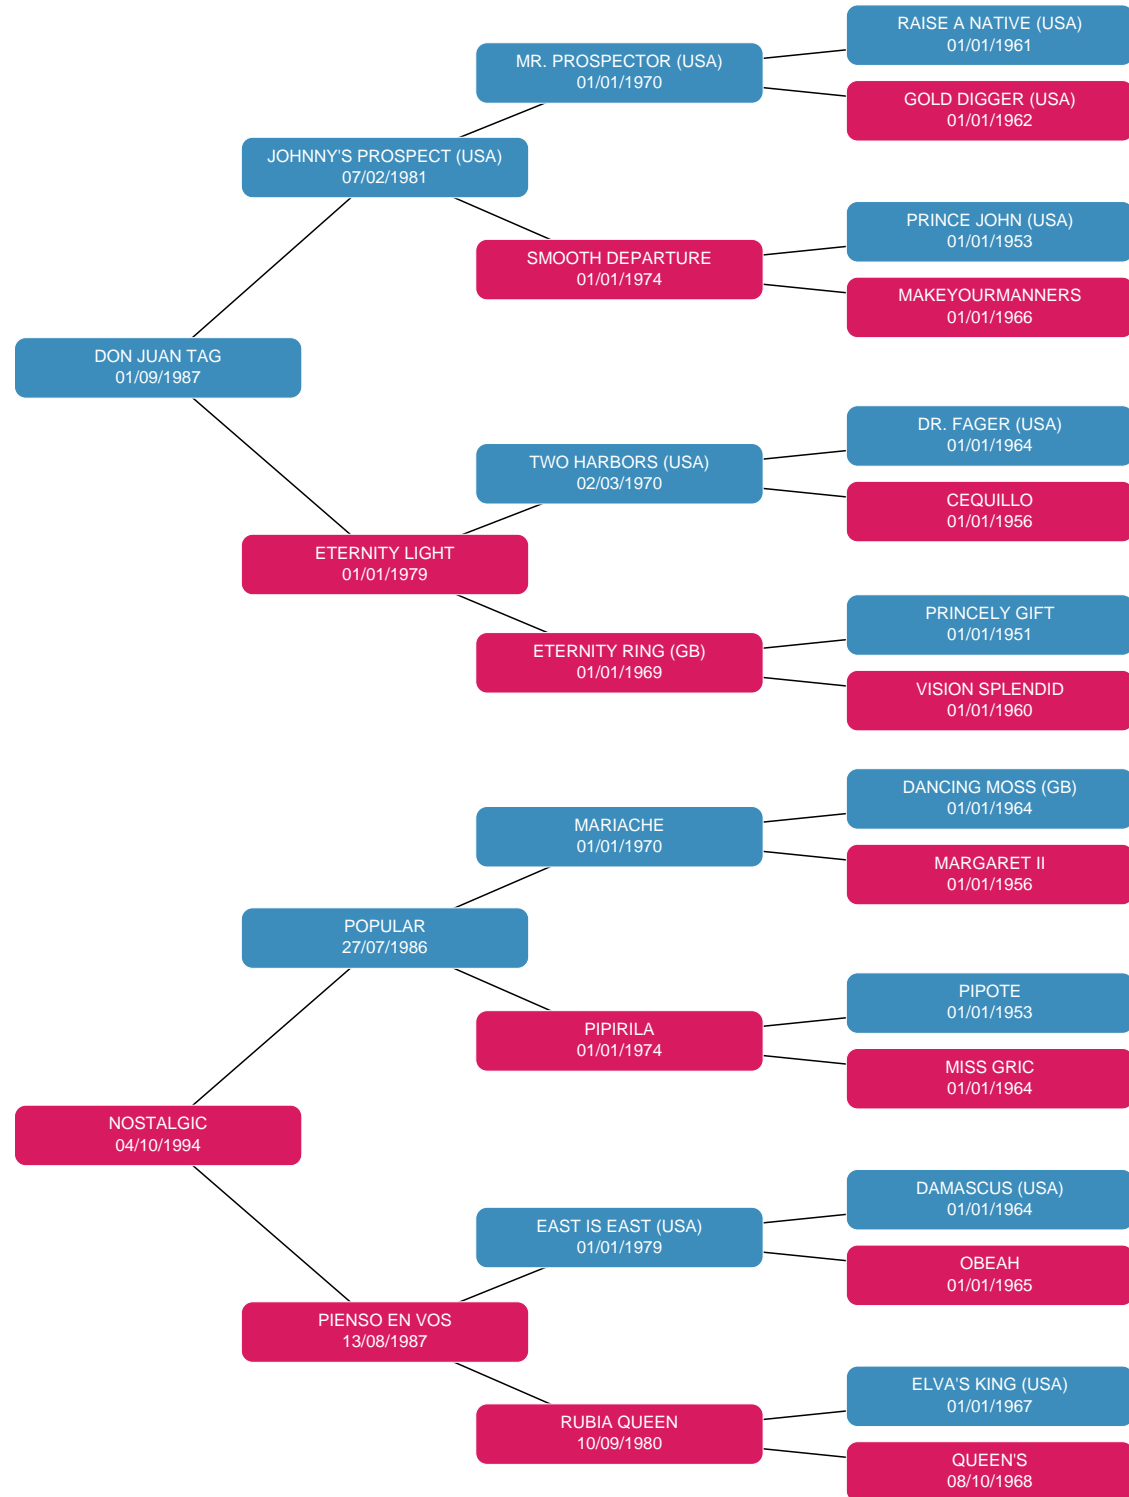 RAISE A NATIVE (USA)
01/01/1961
MR. PROSPECTOR (USA)
01/01/1970
GOLD DIGGER (USA)
01/01/1962
JOHNNY'S PROSPECT (USA)
07/02/1981
PRINCE JOHN (USA)
01/01/1953
SMOOTH DEPARTURE
01/01/1974
MAKEYOURMANNERS
01/01/1966
DON JUAN TAG
01/09/1987
DR. FAGER (USA)
01/01/1964
TWO HARBORS (USA)
02/03/1970
CEQUILLO
01/01/1956
ETERNITY LIGHT
01/01/1979
PRINCELY GIFT
01/01/1951
ETERNITY RING (GB)
01/01/1969
VISION SPLENDID
01/01/1960
DANCING MOSS (GB)
01/01/1964
MARIACHE
01/01/1970
MARGARET II
01/01/1956
POPULAR
27/07/1986
PIPOTE
01/01/1953
PIPIRILA
01/01/1974
MISS GRIC
01/01/1964
NOSTALGIC
04/10/1994
DAMASCUS (USA)
01/01/1964
EAST IS EAST (USA)
01/01/1979
OBEAH
01/01/1965
PIENSO EN VOS
13/08/1987
ELVA'S KING (USA)
01/01/1967
RUBIA QUEEN
10/09/1980
QUEEN'S
08/10/1968